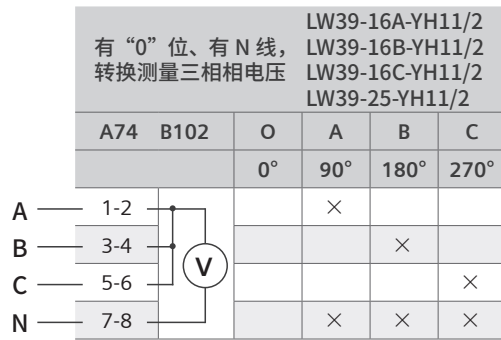 有“0”位、有 N 线，
转换测量三相相电压
LW39-16A-YH11/2
LW39-16B-YH11/2
LW39-16C-YH11/2
LW39-25-YH11/2
A74 B102 O A B C
0° 90° 180° 270°
A 1-2 ×
B 3-4 ×
V
C 5-6 ×
N 7-8 × × ×